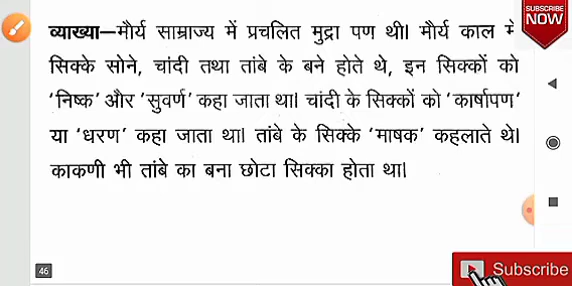 व्याख्या—मौर्य साम्राज्य में प्रचलित मुद्रा पण थी। मौर्य काल में
सिक्के सोने, चांदी तथा तांबे के बने होते थे, इन सिक्कों को
'निष्क' और 'सुवर्ण' कहा जाता था। चांदी के सिक्कों को 'कार्षापण'
या 'धरण' कहा जाता था। तांबे के सिक्के 'माषक' कहलाते थे।
काकणी भी तांबे का बना छोटा सिक्का होता था।
46
SUBSCRIBE
NOW
Subscribe